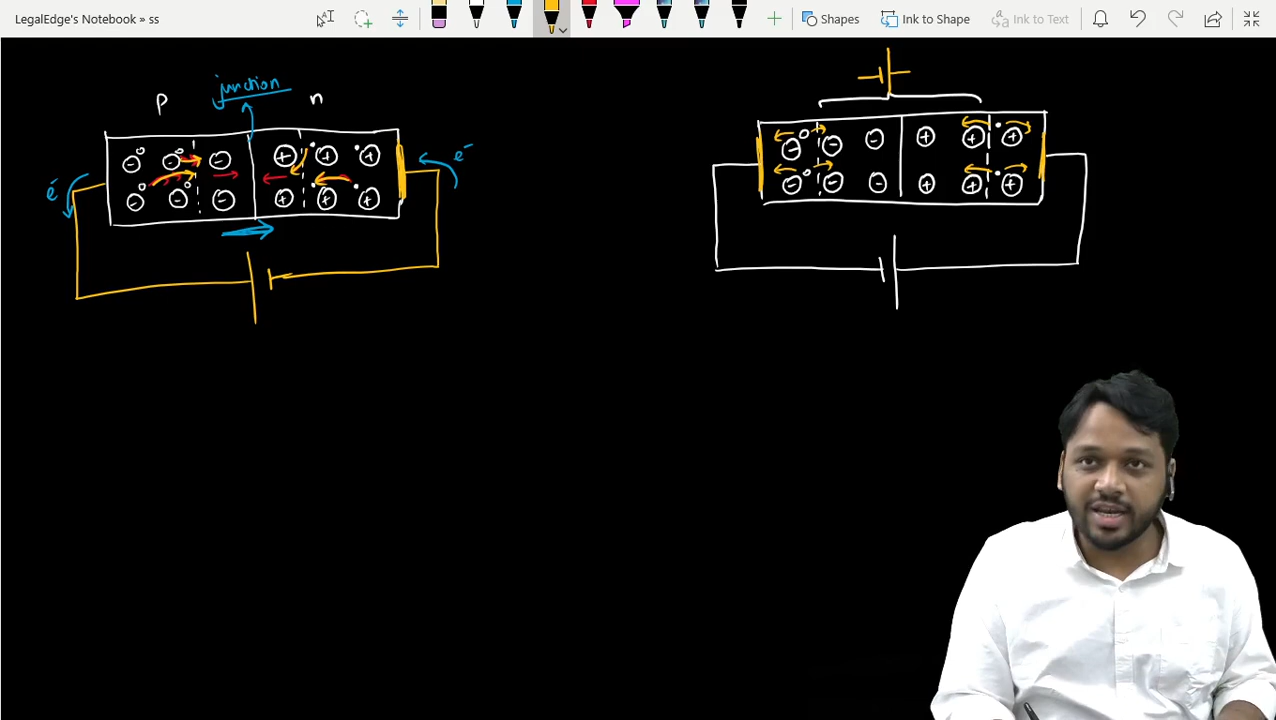 LegalEdge's Notebook » ss
Shapes
Ink to Shape
Ink to Text
junction
p
n
e⁻
e⁻